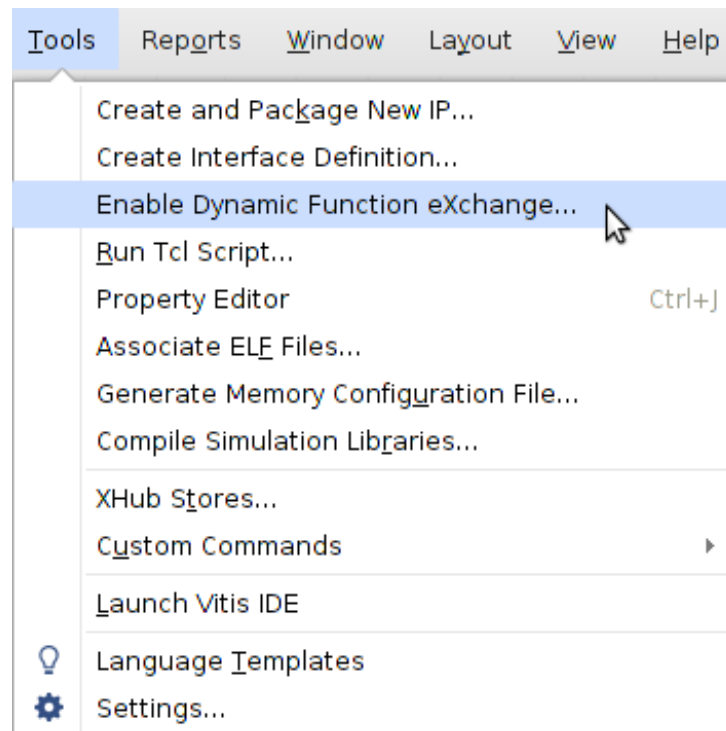 Tools Reports Window Layout View Help
Create and Package New IP...
Create Interface Definition...
Enable Dynamic Function eXchange...
Run Tcl Script...
Property Editor Ctrl+J
Associate ELF Files...
Generate Memory Configuration File...
Compile Simulation Libraries...
XHub Stores...
Custom Commands
Launch Vitis IDE
Language Templates
Settings...